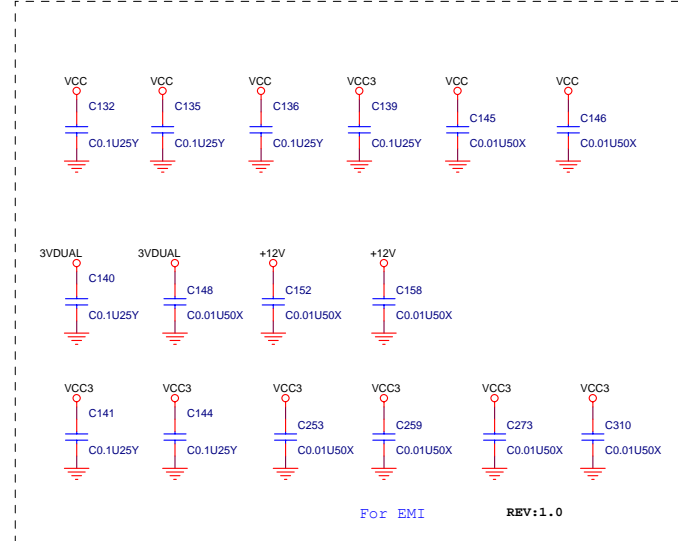 VCC VCC VCC VCC3 VCC VCC
C132 C135 C136 C139 C145 C146
C0.1U25Y C0.1U25Y C0.1U25Y C0.1U25Y C0.01U50X C0.01U50X
3VDUAL 3VDUAL +12V +12V
C140 C148 C152 C158
C0.1U25Y C0.01U50X C0.01U50X C0.01U50X
VCC3 VCC3 VCC3 VCC3 VCC3 VCC3
C141 C144 C253 C259 C273 C310
C0.1U25Y C0.1U25Y C0.01U50X C0.01U50X C0.01U50X C0.01U50X
For EMI REV:1.0